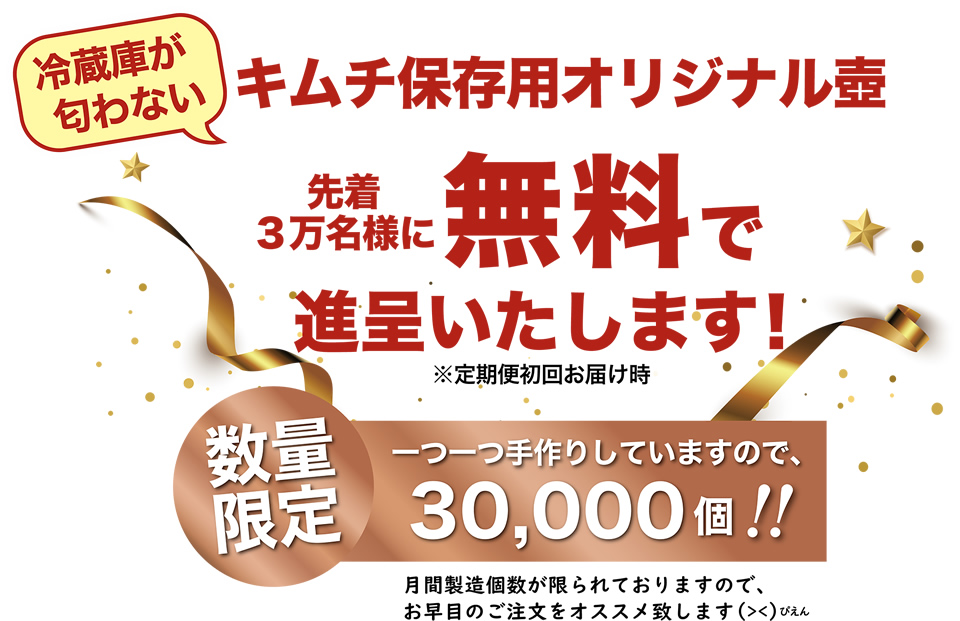 冷蔵庫が
匂わない
キムチ保存用オリジナル壺
先着
3万名様に
無料で
進呈いたします!
※定期便初回お届け時
数量
限定
一つ一つ手作りしていますので、
30,000個!!
月間製造個数が限られておりますので、
お早目のご注文をオススメ致します(><)ぴえん